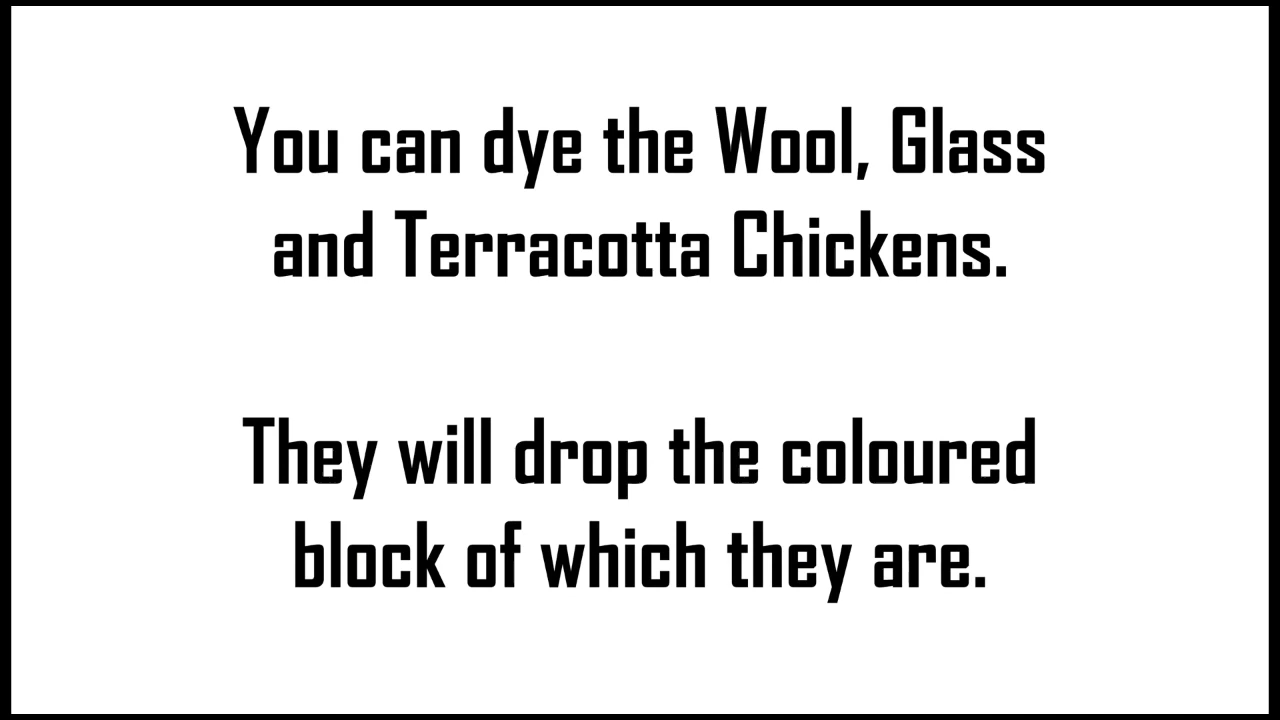 You can dye the Wool, Glass
and Terracotta Chickens.
They will drop the coloured
block of which they are.